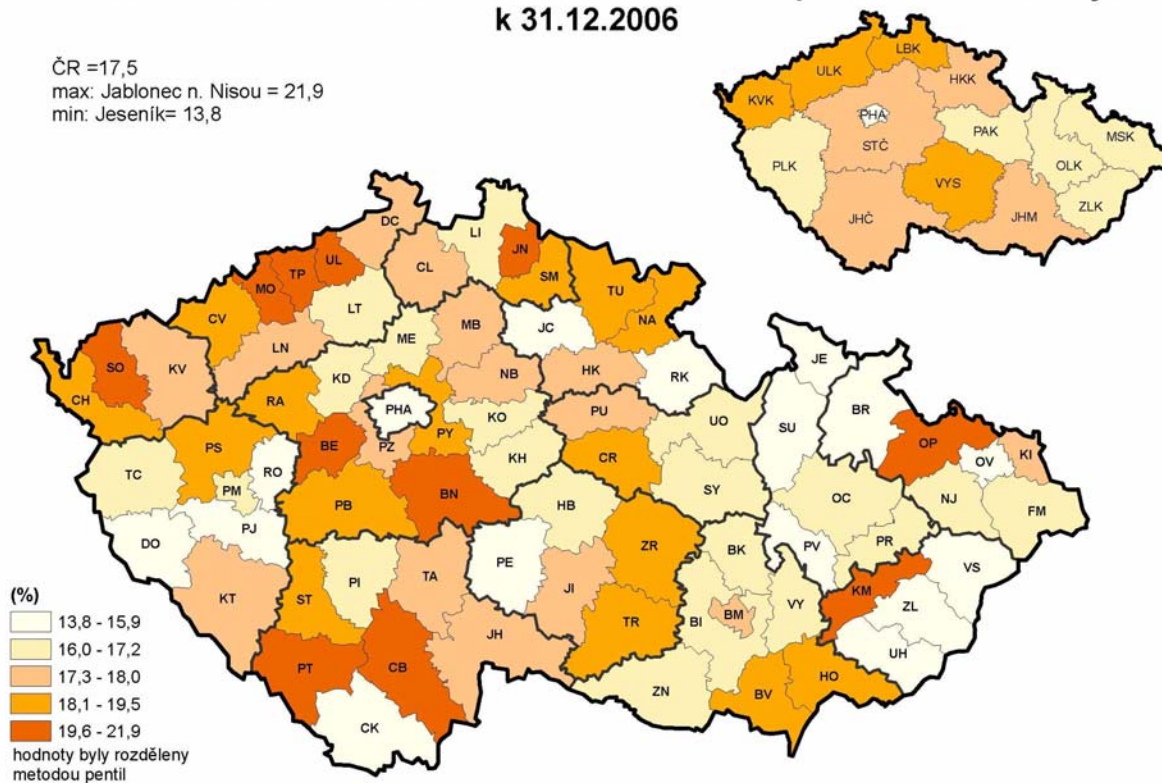 k 31.12.2006
ČR =17,5
max: Jablonec n. Nisou = 21,9
min: Jeseník= 13,8
LBK
ULK
HKK
KVK
PHA
PAK
MSK
STČ
PLK
OLK
VYS
ZLK
JHČ
JHM
DC
LI
JN
UL
TP
CL
SM
TU
MO
LT
CV
NA
MB
JC
ME
LN
JE
SO
KV
KD
NB
HK
RK
CH
RA
BR
PHA
KO
PU
UO
SU
OP
PS
BE
PY
PZ
CR
OV
KI
TC
RO
KH
PM
SY
OC
NJ
BN
PB
HB
FM
PJ
DO
ZR
BK
PV
PR
PE
VS
PI
TA
KT
ST
JI
KM
VY
ZL
BM
TR
BI
JH
UH
PT
CB
HO
ZN
BV
CK
(%)
13,8 - 15,9
16,0 - 17,2
17,3 - 18,0
18,1 - 19,5
19,6 - 21,9
hodnoty byly rozděleny
metodou pentil